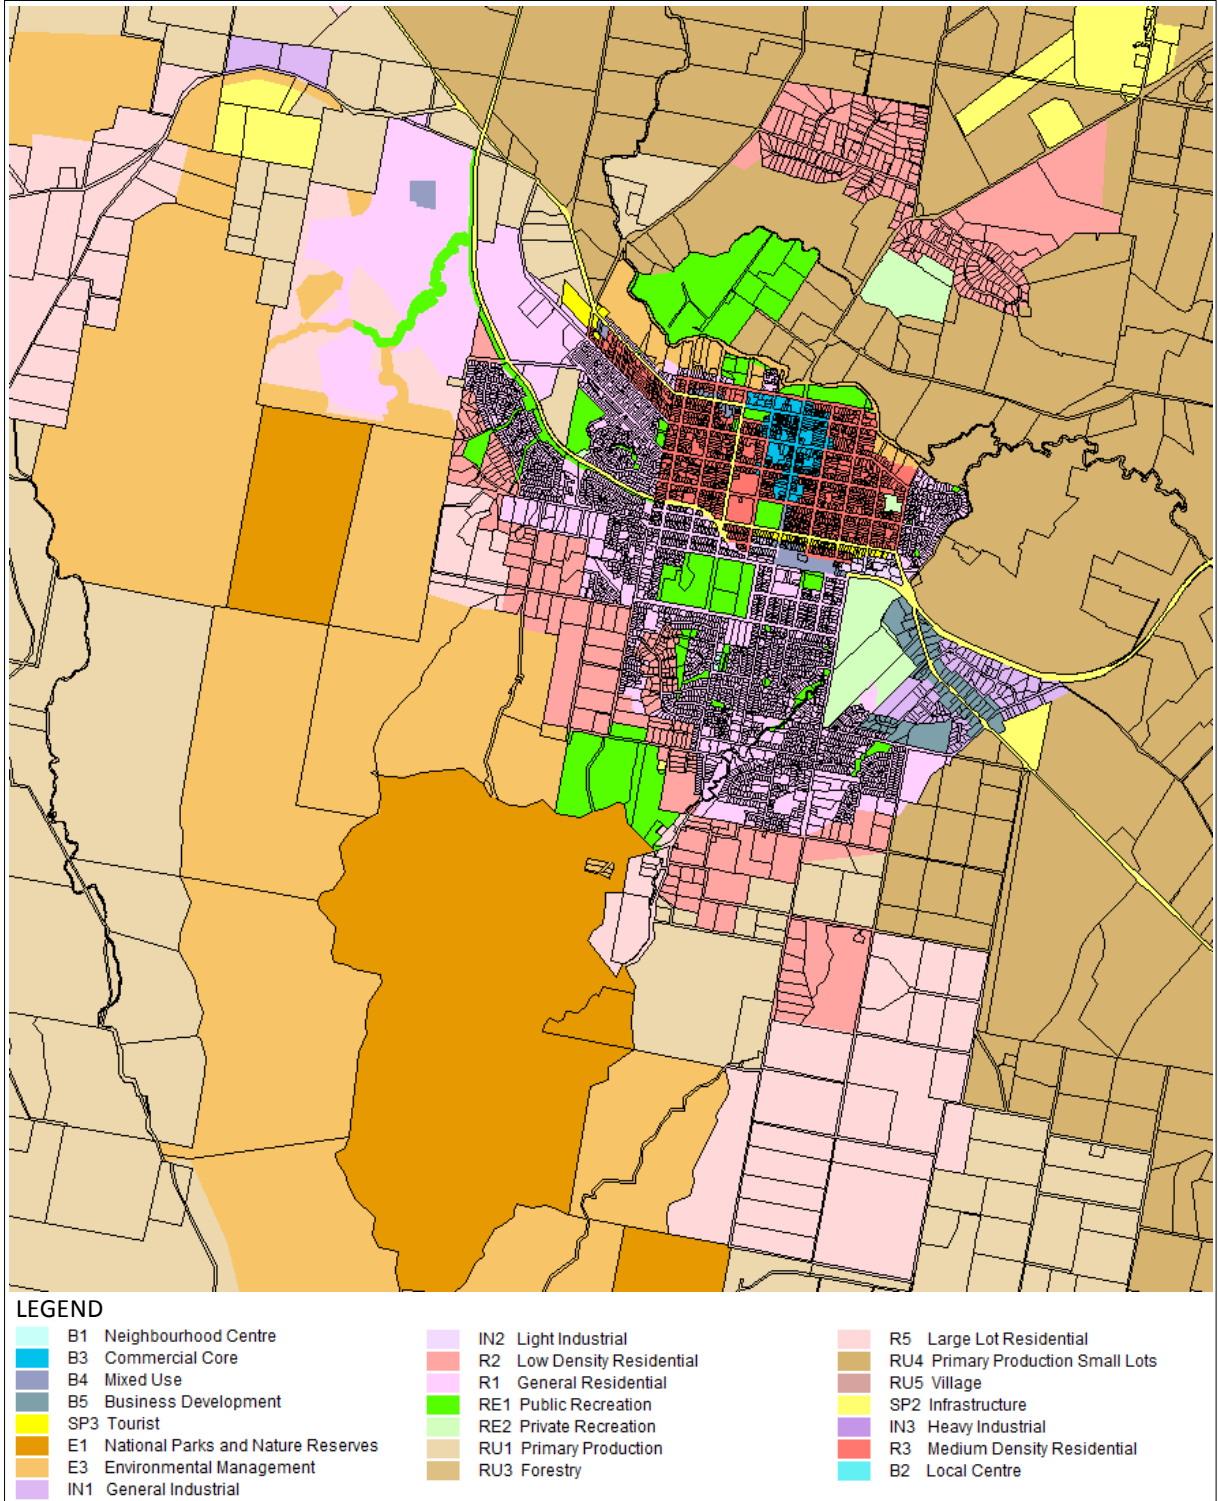 LEGEND
B1 Neighbourhood Centre
B3 Commercial Core
B4 Mixed Use
B5 Business Development
SP3 Tourist
E1 National Parks and Nature Reserves
E3 Environmental Management
IN1 General Industrial
IN2 Light Industrial
R2 Low Density Residential
R1 General Residential
RE1 Public Recreation
RE2 Private Recreation
RU1 Primary Production
RU3 Forestry
R5 Large Lot Residential
RU4 Primary Production Small Lots
RU5 Village
SP2 Infrastructure
IN3 Heavy Industrial
R3 Medium Density Residential
B2 Local Centre